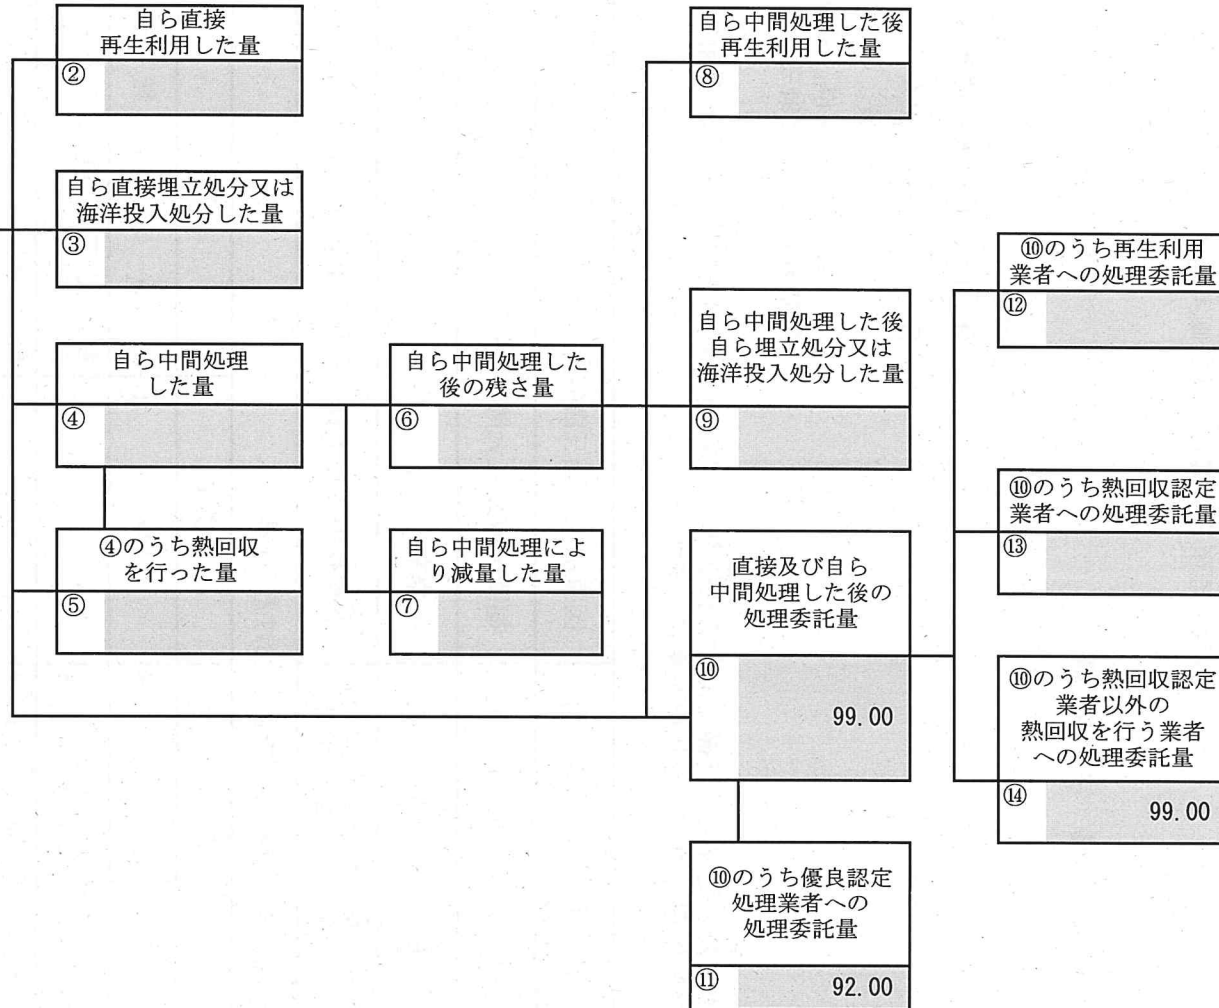 自ら直接
再生利用した量
②
自ら直接埋立処分又は
海洋投入処分した量
③
自ら中間処理
した量
④
④のうち熱回収
を行った量
⑤
自ら中間処理した
後の残さ量
⑥
自ら中間処理によ
り減量した量
⑦
自ら中間処理した後
再生利用した量
⑧
自ら中間処理した後
自ら埋立処分又は
海洋投入処分した量
⑨
直接及び自ら
中間処理した後の
処理委託量
⑩
99.00
⑩のうち優良認定
処理業者への
処理委託量
⑪
92.00
⑩のうち再生利用
業者への処理委託量
⑫
⑩のうち熱回収認定
業者への処理委託量
⑬
⑩のうち熱回収認定
業者以外の
熱回収を行う業者
への処理委託量
⑭
99.00